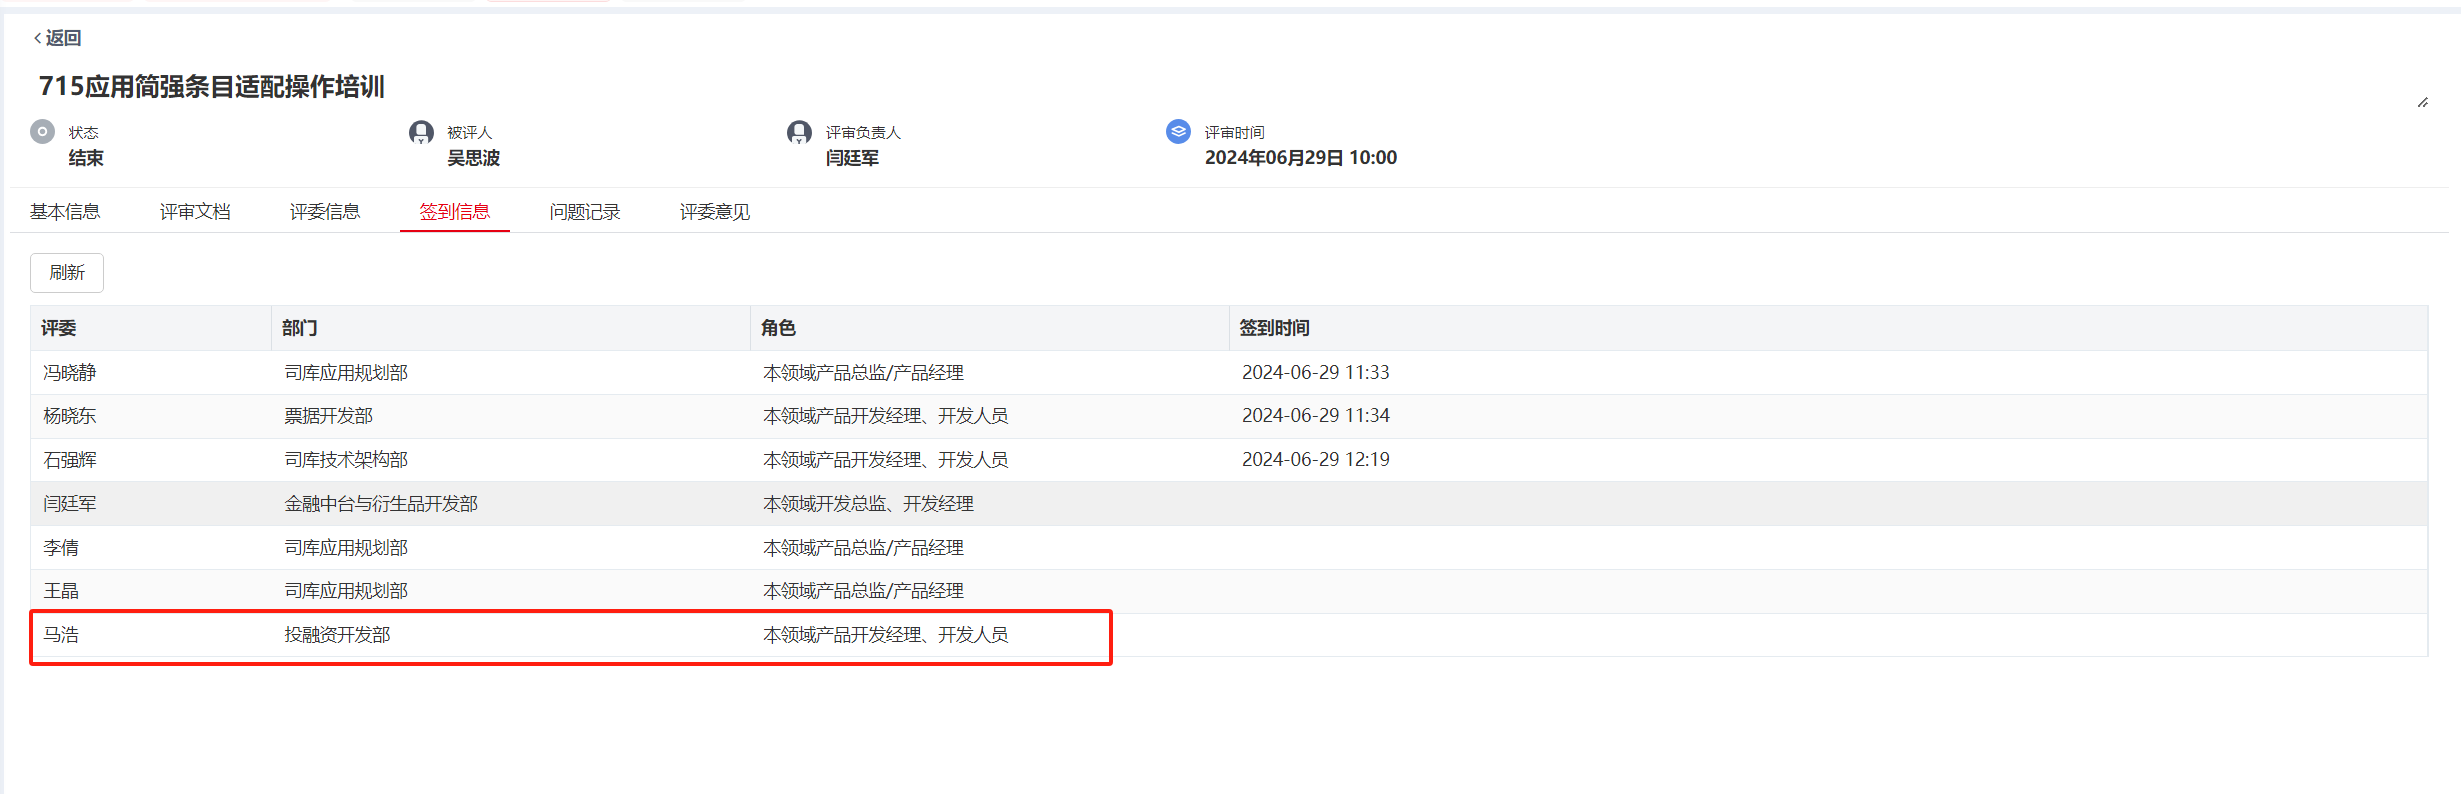 返回
715应用简强条目适配操作培训
状态 被评人 评审负责人 评审时间
结束 吴思波 闫廷军 2024年06月29日 10:00
基本信息 评审文档 评委信息 签到信息 问题记录 评委意见
刷新
评委 部门 角色 签到时间
冯晓静 司库应用规划部 本领域产品总监/产品经理 2024-06-29 11:33
杨晓东 票据开发部 本领域产品开发经理、开发人员 2024-06-29 11:34
石强辉 司库技术架构部 本领域产品开发经理、开发人员 2024-06-29 12:19
闫廷军 金融中台与衍生品开发部 本领域开发总监、开发经理
李倩 司库应用规划部 本领域产品总监/产品经理
王晶 司库应用规划部 本领域产品总监/产品经理
马浩 投融资开发部 本领域产品开发经理、开发人员